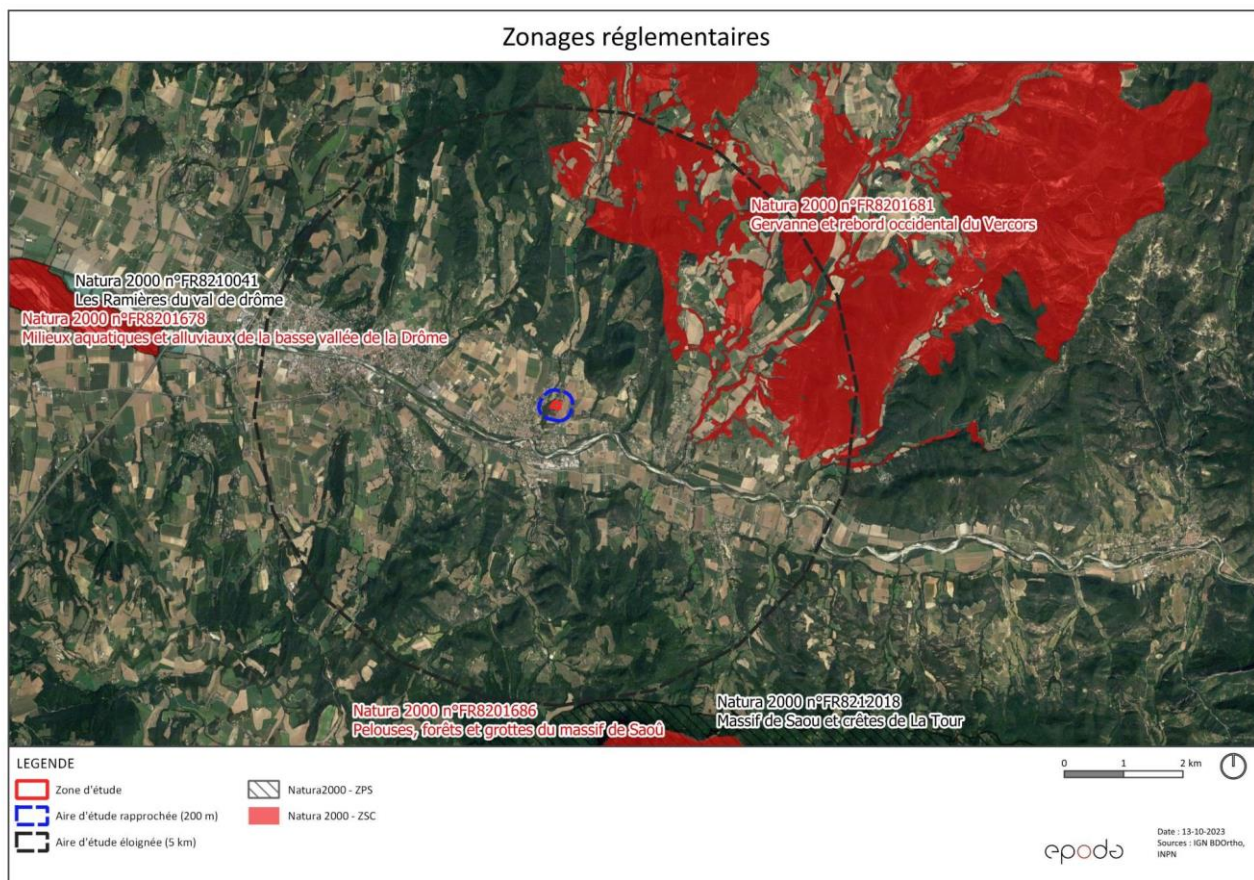 Zonages réglementaires
Natura 2000 n°FR8201681
Gervanne et rebord occidental du Vercors
Natura 2000 n°FR8210041
Les Ramières du val de drôme
Natura 2000 n°FR8201678
Milieux aquatiques et alluviaux de la basse vallée de la Drôme
Natura 2000 n°FR8201686
Pelouses, forêts et grottes du massif de Saoû
Natura 2000 n°FR8212018
Massif de Saou et crêtes de La Tour
LEGENDE
Zone d'étude
Aire d'étude rapprochée (200 m)
Aire d'étude éloignée (5 km)
Natura2000 - ZPS
Natura 2000 - ZSC
0 1 2 km
epode
Date : 13-10-2023
Sources : IGN BDOrtho,
INPN